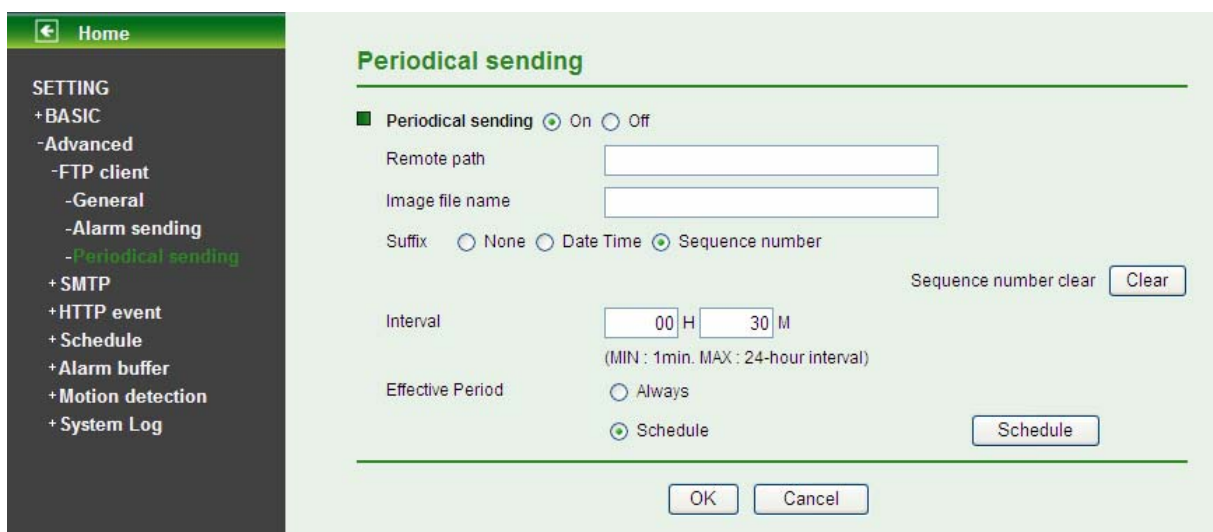 Home
SETTING
+BASIC
-Advanced
-FTP client
-General
-Alarm sending
-Periodical sending
+SMTP
+HTTP event
+Schedule
+Alarm buffer
+Motion detection
+System Log
Periodical sending
Periodical sending On Off
Remote path
Image file name
Suffix None Date Time Sequence number
Sequence number clear Clear
Interval 00 H 30 M
(MIN : 1min. MAX : 24-hour interval)
Effective Period Always
Schedule Schedule
OK Cancel